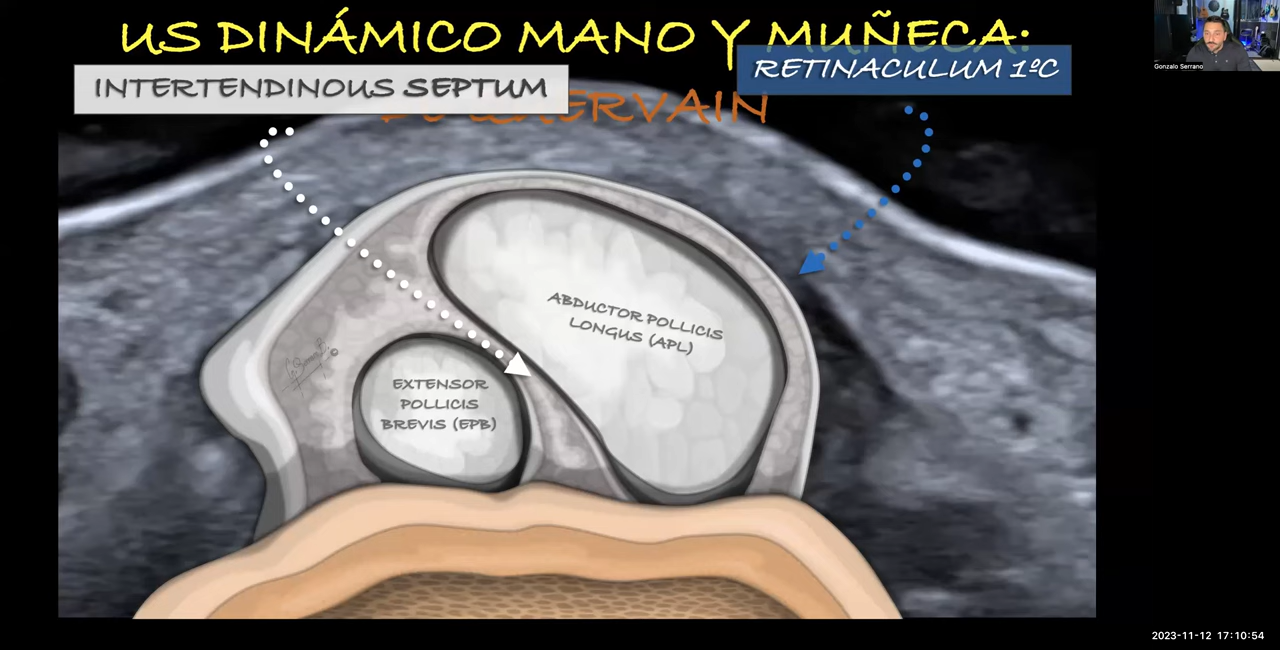 US DINÁMICO MANO Y MUÑECA:
INTERTENDINOUS SEPTUM
RETINACULUM 1ºC
ABDUCTOR POLLICIS
LONGUS (APL)
EXTENSOR
POLLICIS
BREVIS (EPB)
Gonzalo Serrano
2023-11-12 17:10:54